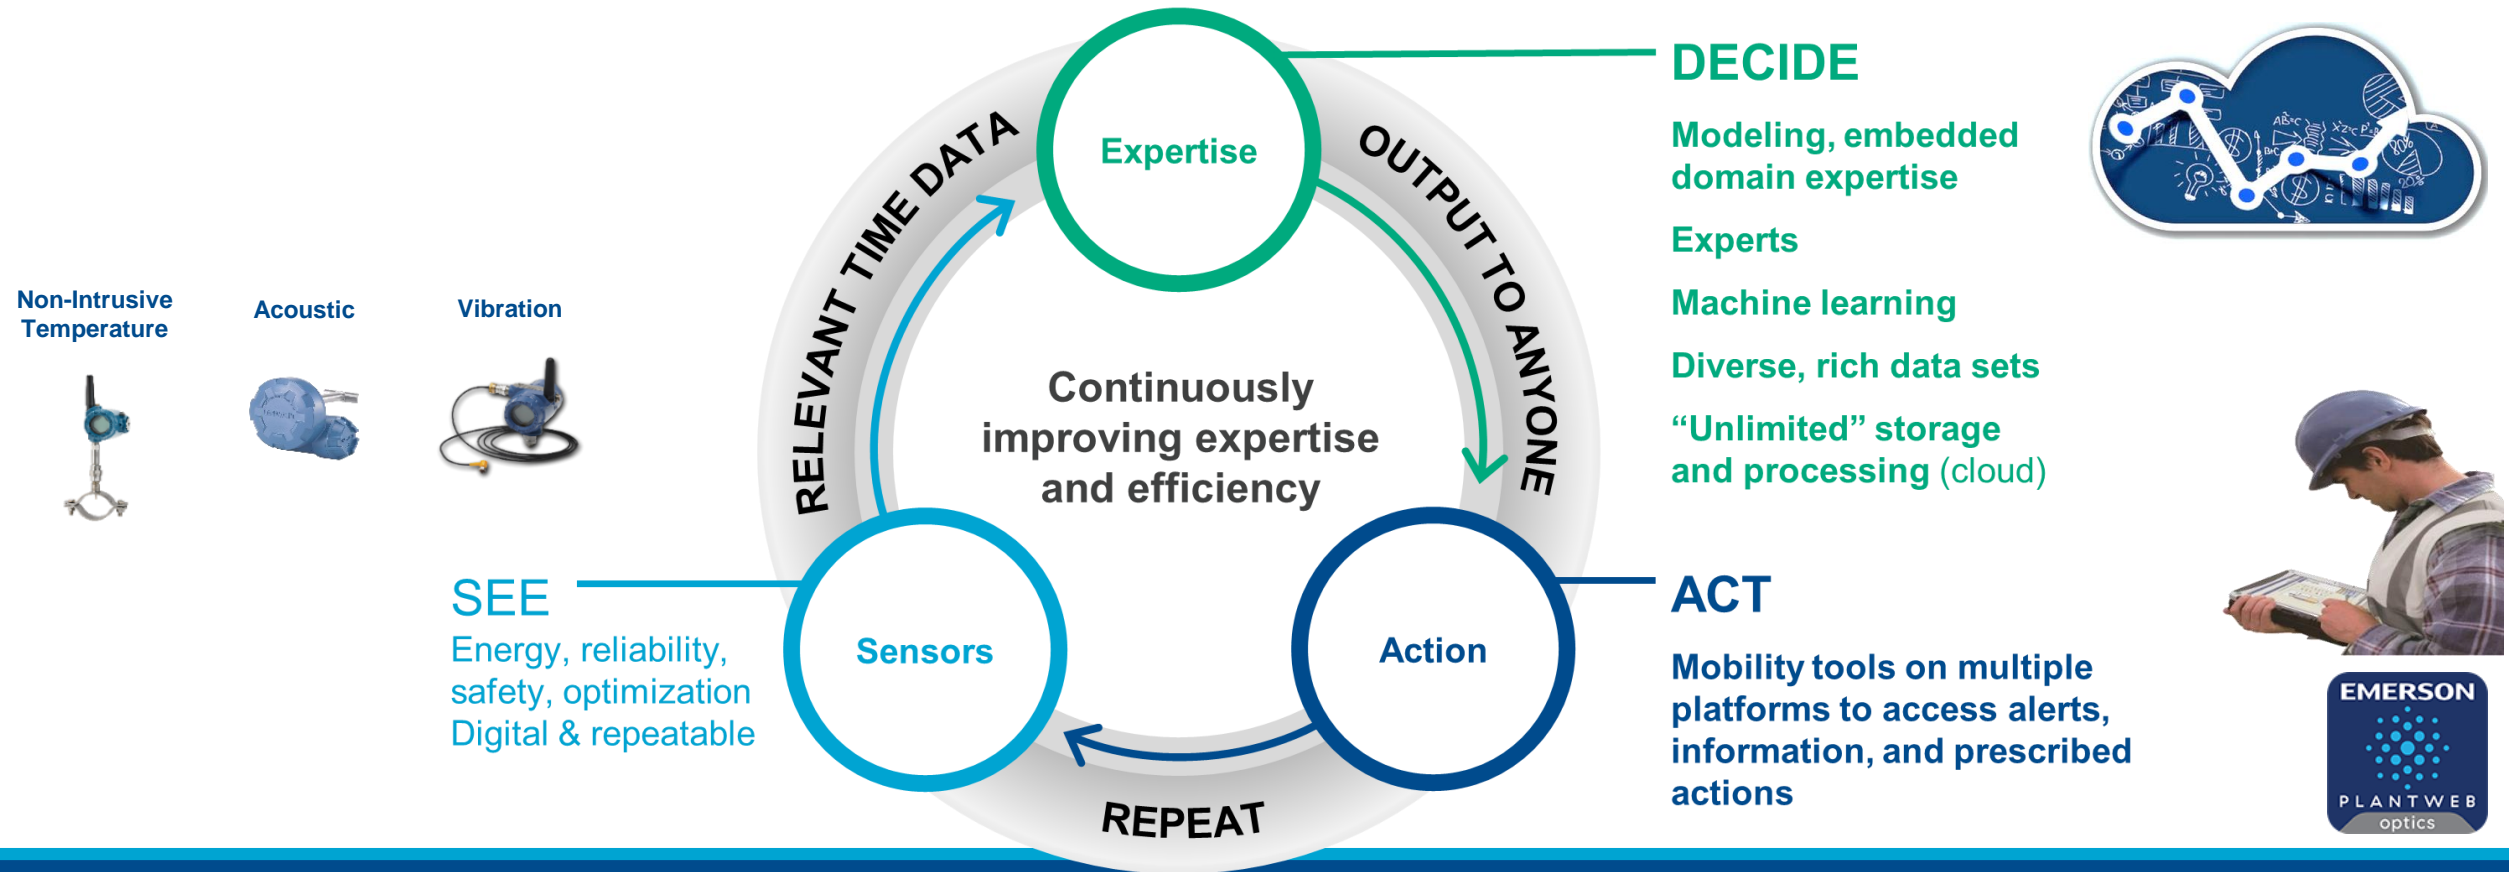 Non-Intrusive
Temperature
Acoustic
Vibration
SEE
Energy, reliability,
safety, optimization
Digital & repeatable
RELEVANT TIME DATA
Expertise
OUTPUT TO ANYONE
Continuously
improving expertise
and efficiency
Sensors
Action
REPEAT
DECIDE
Modeling, embedded
domain expertise
Experts
Machine learning
Diverse, rich data sets
“Unlimited” storage
and processing (cloud)
ACT
Mobility tools on multiple
platforms to access alerts,
information, and prescribed
actions
EMERSON
PLANTWEB
optics